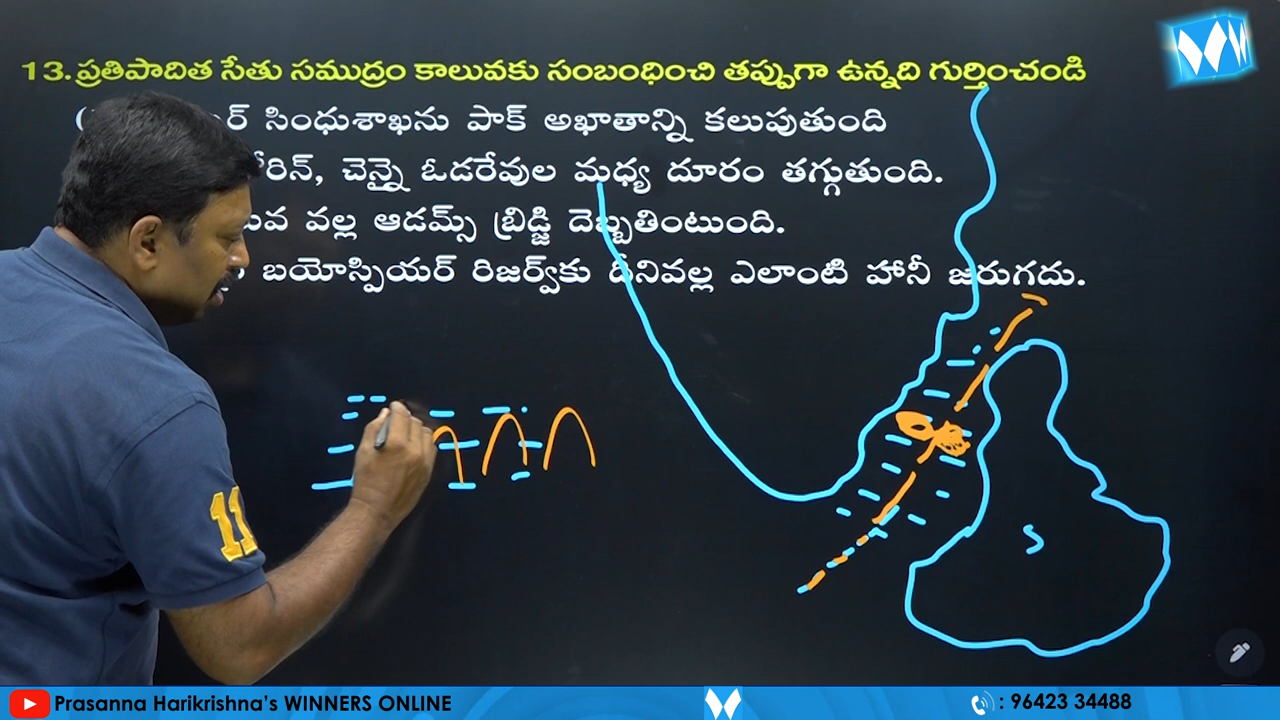 13. ప్రతిపాదిత సేతు సముద్రం కాలువకు సంబంధించి తప్పుగా ఉన్నది గుర్తించండి
సింధుశాఖను పాక్ అఖాతాన్ని కలుపుతుంది
చెన్నై ఓడరేవుల మధ్య దూరం తగ్గుతుంది.
వల్ల ఆడమ్స్ బ్రిడ్జి దెబ్బతింటుంది.
బయోస్పియర్ రిజర్వ్‌కు దీనివల్ల ఎలాంటి హానీ జరుగదు.
S
11
Prasanna Harikrishna's WINNERS ONLINE
: 96423 34488